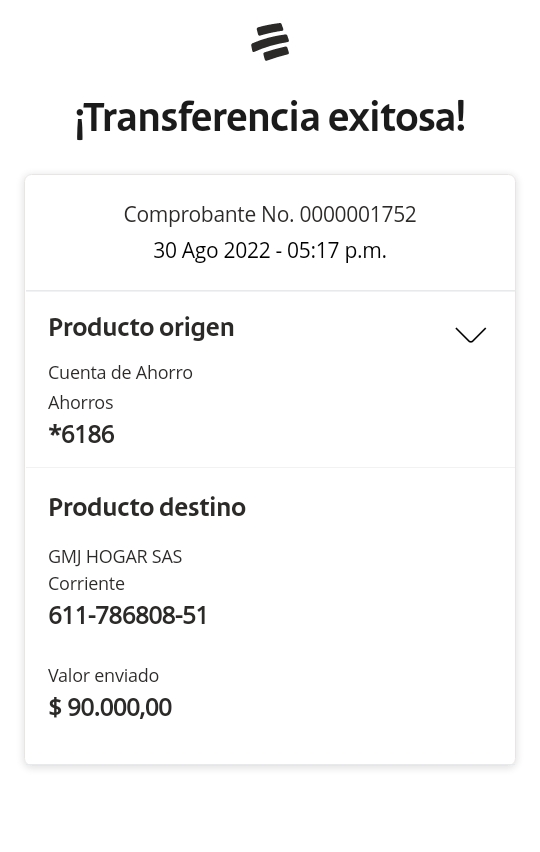 ¡Transferencia exitosa!
Comprobante No. 0000001752
30 Ago 2022 - 05:17 p.m.
Producto origen
Cuenta de Ahorro
Ahorros
*6186
Producto destino
GMJ HOGAR SAS
Corriente
611-786808-51
Valor enviado
$ 90.000,00